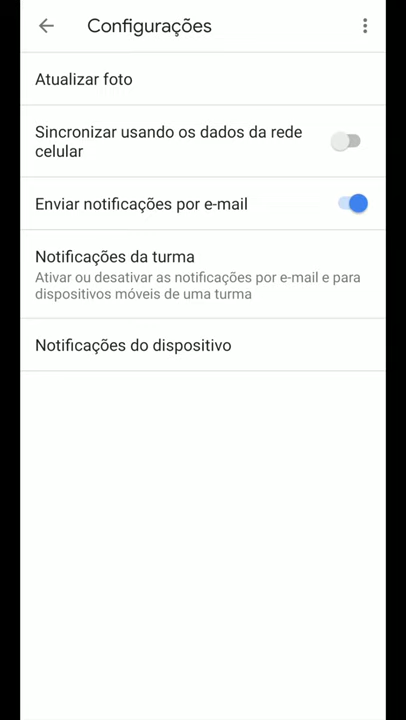 Configurações
Atualizar foto
Sincronizar usando os dados da rede
celular
Enviar notificações por e-mail
Notificações da turma
Ativar ou desativar as notificações por e-mail e para
dispositivos móveis de uma turma
Notificações do dispositivo